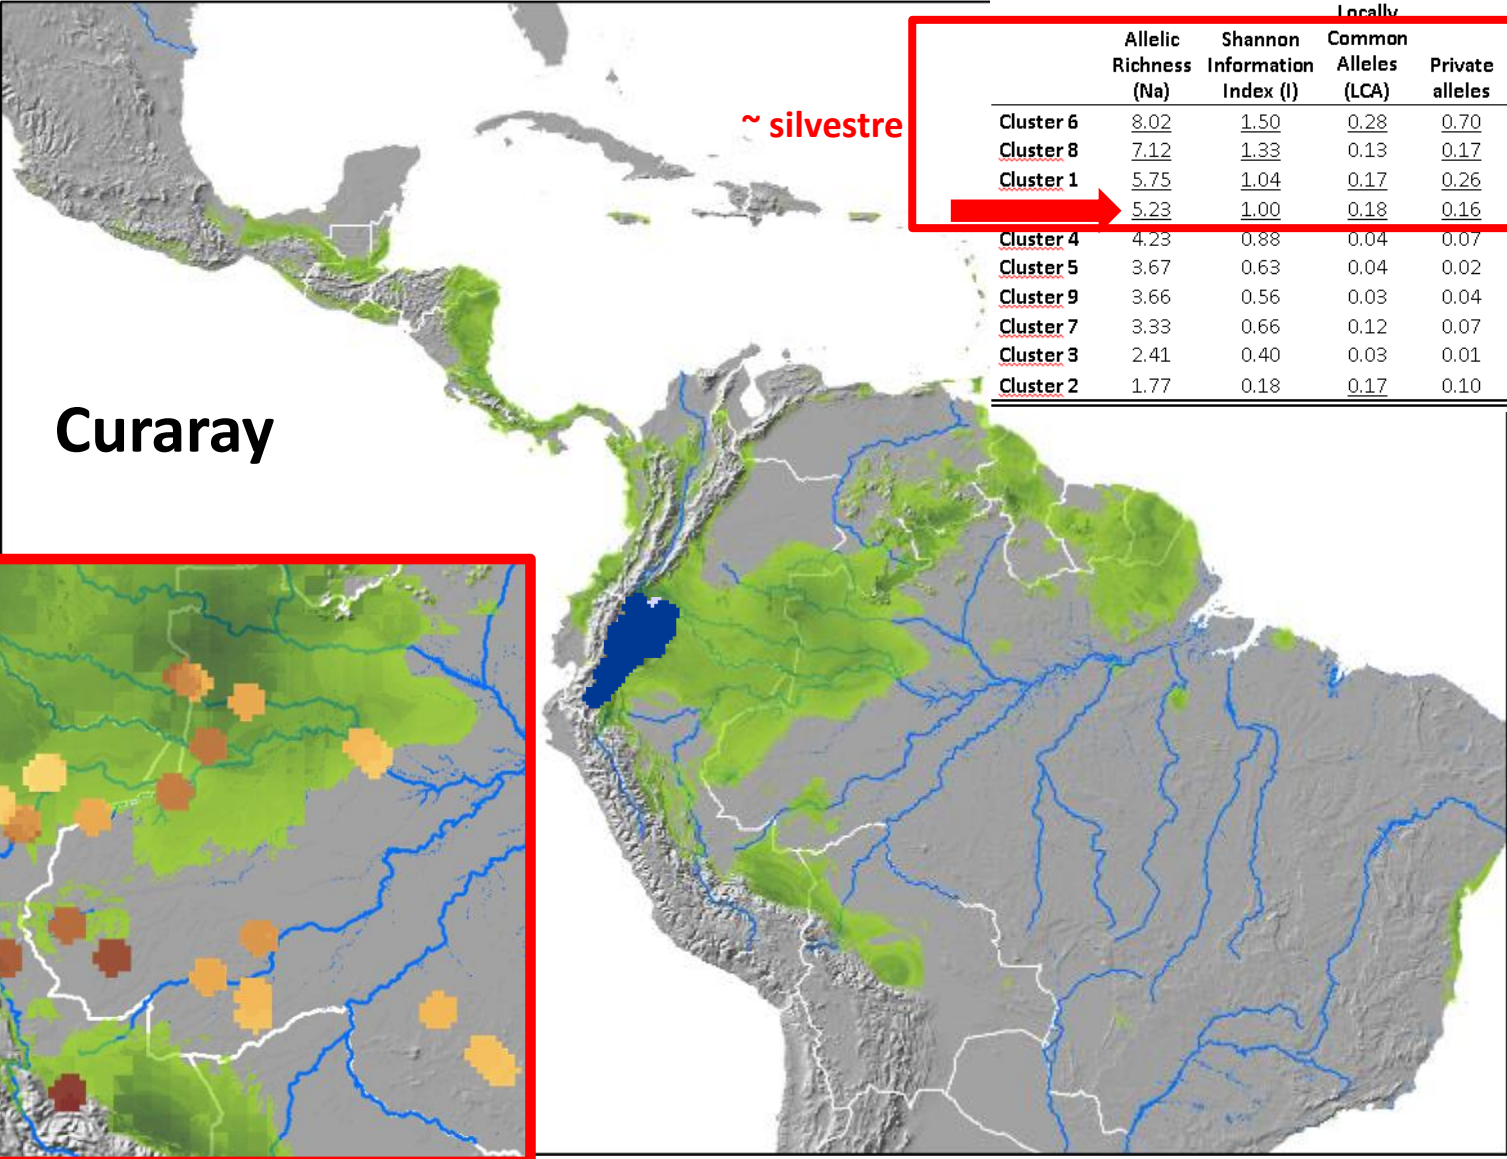 Locally
Allelic Shannon Common
Richness Information Alleles Private
(Na) Index (I) (LCA) alleles
~ silvestre
Cluster 6 8.02 1.50 0.28 0.70
Cluster 8 7.12 1.33 0.13 0.17
Cluster 1 5.75 1.04 0.17 0.26
5.23 1.00 0.18 0.16
Cluster 4 4.23 0.88 0.04 0.07
Cluster 5 3.67 0.63 0.04 0.02
Cluster 9 3.66 0.56 0.03 0.04
Cluster 7 3.33 0.66 0.12 0.07
Cluster 3 2.41 0.40 0.03 0.01
Cluster 2 1.77 0.18 0.17 0.10
Curaray